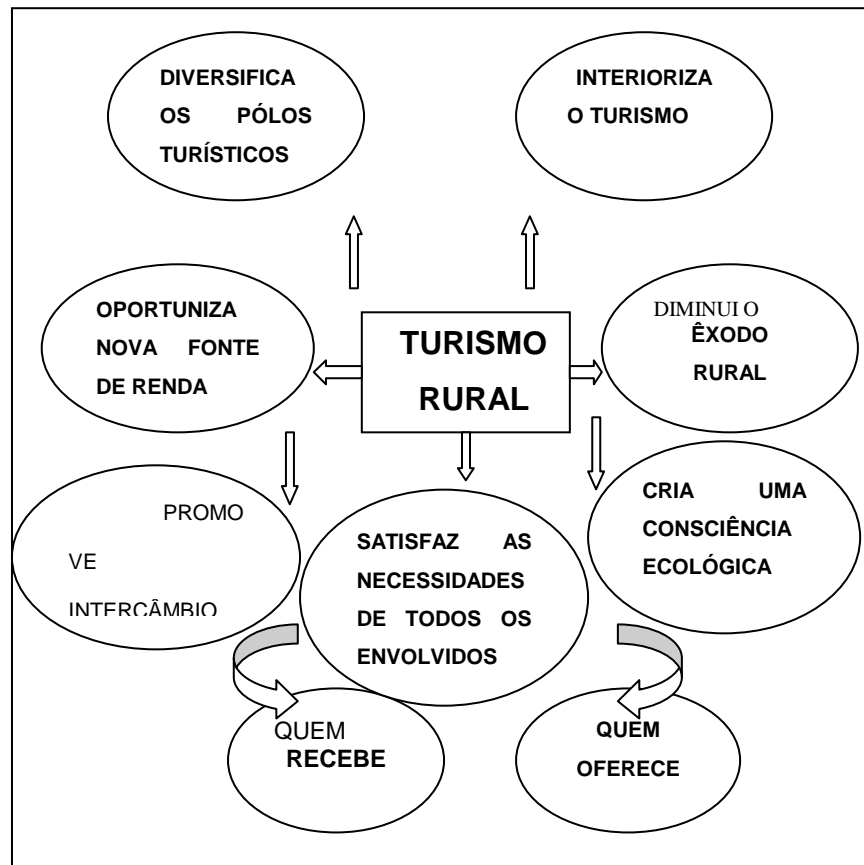 DIVERSIFICA
OS PÓLOS
TURÍSTICOS
INTERIORIZA
O TURISMO
OPORTUNIZA
NOVA FONTE
DE RENDA
TURISMO
RURAL
DIMINUI O
ÊXODO
RURAL
PROMO
VE
INTERCÂMBIO
SATISFAZ AS
NECESSIDADES
DE TODOS OS
ENVOLVIDOS
CRIA UMA
CONSCIÊNCIA
ECOLÓGICA
QUEM
RECEBE
QUEM
OFERECE